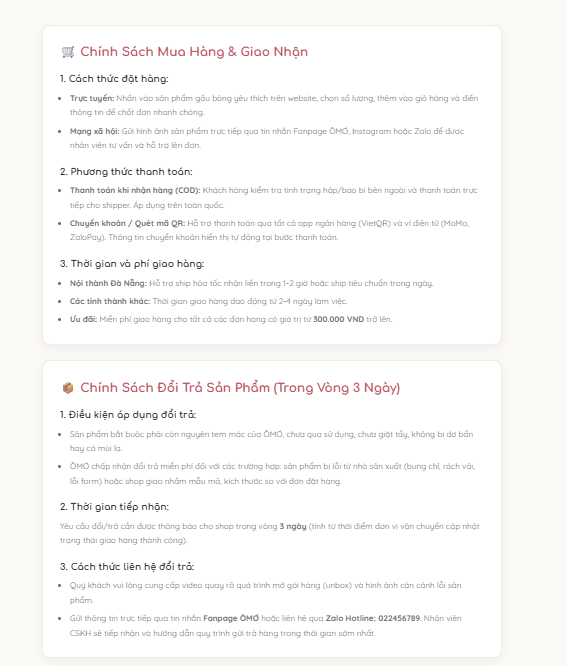 Chính Sách Mua Hàng & Giao Nhận
1. Cách thức đặt hàng:
Trực tuyến: Nhấn vào sản phẩm gấu bông yêu thích trên website, chọn số lượng, thêm vào giỏ hàng và điền
thông tin để chốt đơn nhanh chóng.
Mạng xã hội: Gửi hình ảnh sản phẩm trực tiếp qua tin nhắn Fanpage ÔMƠ, Instagram hoặc Zalo để được
nhân viên tư vấn và hỗ trợ lên đơn.
2. Phương thức thanh toán:
Thanh toán khi nhận hàng (COD): Khách hàng kiểm tra tình trạng hộp/bao bì bên ngoài và thanh toán trực
tiếp cho shipper. Áp dụng trên toàn quốc.
Chuyển khoản / Quét mã QR: Hỗ trợ thanh toán qua tất cả app ngân hàng (VietQR) và ví điện tử (MoMo,
ZaloPay). Thông tin chuyển khoản hiển thị tự động tại bước thanh toán.
3. Thời gian và phí giao hàng:
Nội thành Đà Nẵng: Hỗ trợ ship hỏa tốc nhận liền trong 1-2 giờ hoặc ship tiêu chuẩn trong ngày.
Các tỉnh thành khác: Thời gian giao hàng dao động từ 2-4 ngày làm việc.
Ưu đãi: Miễn phí giao hàng cho tất cả các đơn hàng có giá trị từ 300.000 VND trở lên.
Chính Sách Đổi Trả Sản Phẩm (Trong Vòng 3 Ngày)
1. Điều kiện áp dụng đổi trả:
Sản phẩm bắt buộc phải còn nguyên tem mác của ÔMƠ, chưa qua sử dụng, chưa giặt tẩy, không bị dơ bẩn
hay có mùi lạ.
ÔMƠ chấp nhận đổi trả miễn phí đối với các trường hợp: sản phẩm bị lỗi từ nhà sản xuất (bung chỉ, rách vải,
lỗi form) hoặc shop giao nhầm mẫu mã, kích thước so với đơn đặt hàng.
2. Thời gian tiếp nhận:
Yêu cầu đổi/trả cần được thông báo cho shop trong vòng 3 ngày (tính từ thời điểm đơn vị vận chuyển cập nhật
trạng thái giao hàng thành công).
3. Cách thức liên hệ đổi trả:
Quý khách vui lòng cung cấp video quay rõ quá trình mở gói hàng (unbox) và hình ảnh cận cảnh lỗi sản
phẩm.
Gửi thông tin trực tiếp qua tin nhắn Fanpage ÔMƠ hoặc liên hệ qua Zalo Hotline: 022456789. Nhân viên
CSKH sẽ tiếp nhận và hướng dẫn quy trình gửi trả hàng trong thời gian sớm nhất.